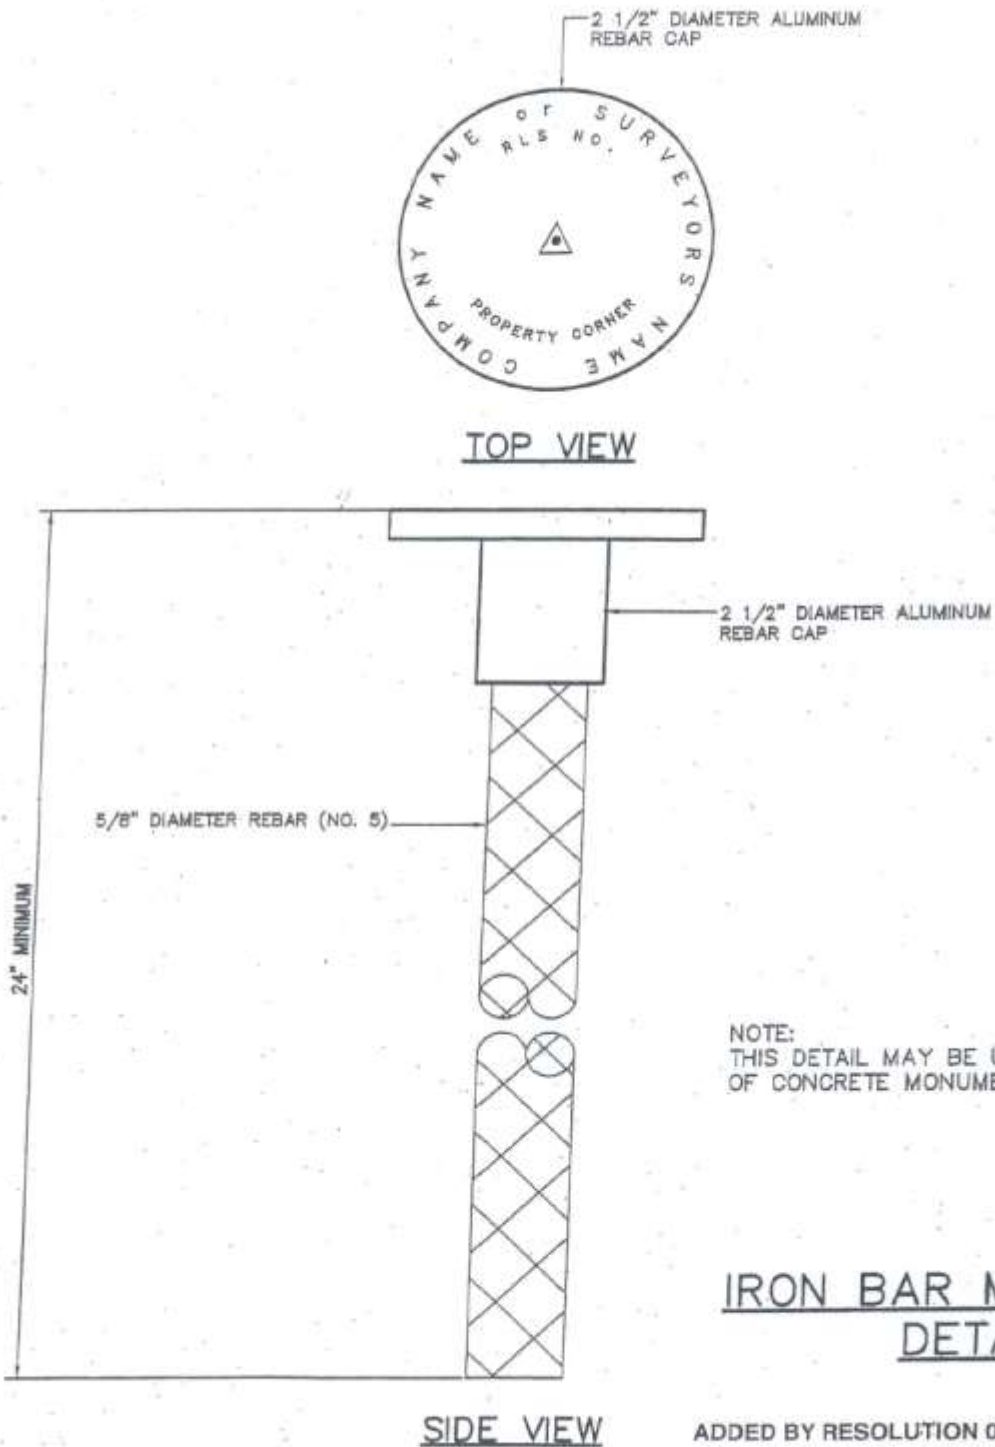 2 1/2" DIAMETER ALUMINUM
REBAR CAP
COMPANY NAME or SURVEYORS NAME
RLS NO.
PROPERTY CORNER
TOP VIEW
2 1/2" DIAMETER ALUMINUM
REBAR CAP
5/8" DIAMETER REBAR (NO. 5)
24" MINIMUM
NOTE:
THIS DETAIL MAY BE
OF CONCRETE
IRON BAR
SIDE VIEW
ADDED BY RESOLUTION